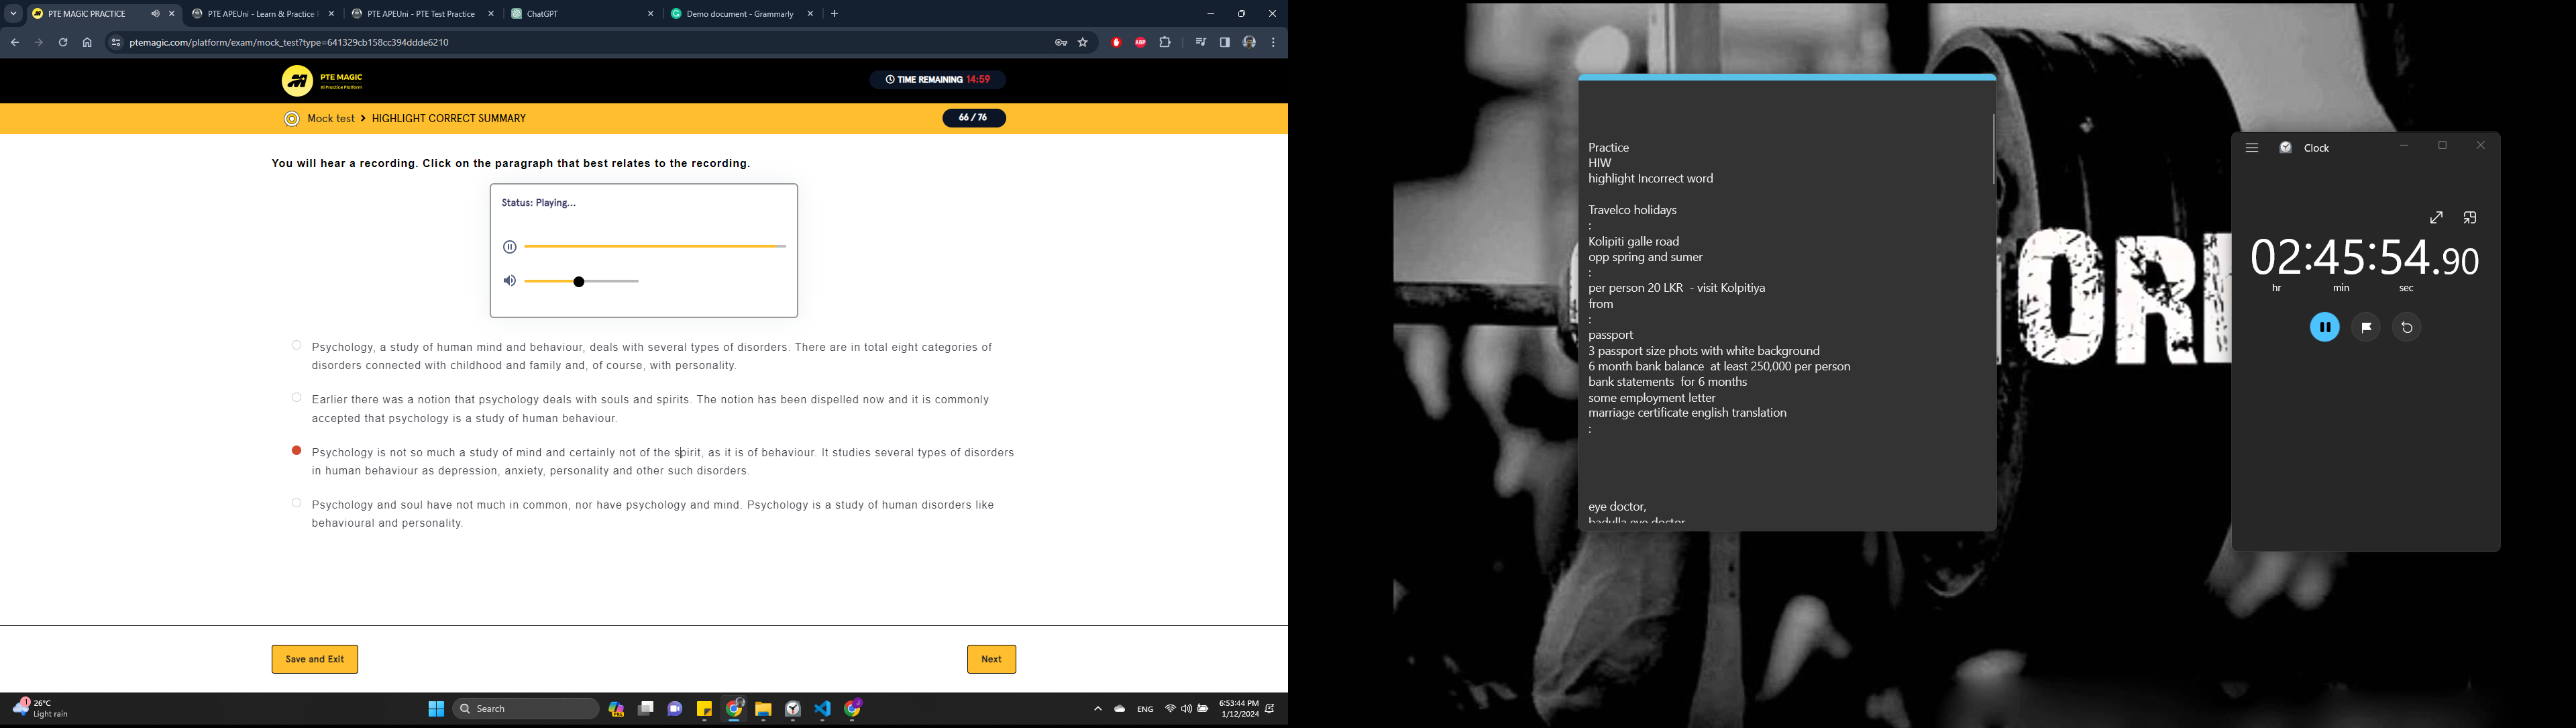 PTE MAGIC PRACTICE
PTE APEUni - Learn & Practice
PTE APEUni - PTE Test Practice
ChatGPT
Demo document - Grammarly
ptemagic.com/platform/exam/mock_test?type=641329cb158cc394ddde6210
ABP
PTE MAGIC
AI Practice Platform
TIME REMAINING 14:59
Mock test > HIGHLIGHT CORRECT SUMMARY
66 / 76
You will hear a recording. Click on the paragraph that best relates to the recording.
Status: Playing...
Psychology, a study of human mind and behaviour, deals with several types of disorders. There are in total eight categories of
disorders connected with childhood and family and, of course, with personality.
Earlier there was a notion that psychology deals with souls and spirits. The notion has been dispelled now and it is commonly
accepted that psychology is a study of human behaviour.
Psychology is not so much a study of mind and certainly not of the spirit, as it is of behaviour. It studies several types of disorders
in human behaviour as depression, anxiety, personality and other such disorders.
Psychology and soul have not much in common, nor have psychology and mind. Psychology is a study of human disorders like
behavioural and personality.
Save and Exit
Next
1
26°C
Light rain
Search
ENG
6:53:44 PM
1/12/2024
Practice
HIW
highlight Incorrect word
Travelco holidays
:
Kolipiti galle road
opp spring and sumer
:
per person 20 LKR - visit Kolpitiya
from
:
passport
3 passport size phots with white background
6 month bank balance at least 250,000 per person
bank statements for 6 months
some employment letter
marriage certificate english translation
:
eye doctor,
badulla eye doctor
Clock
02:45:54.90
hr min sec